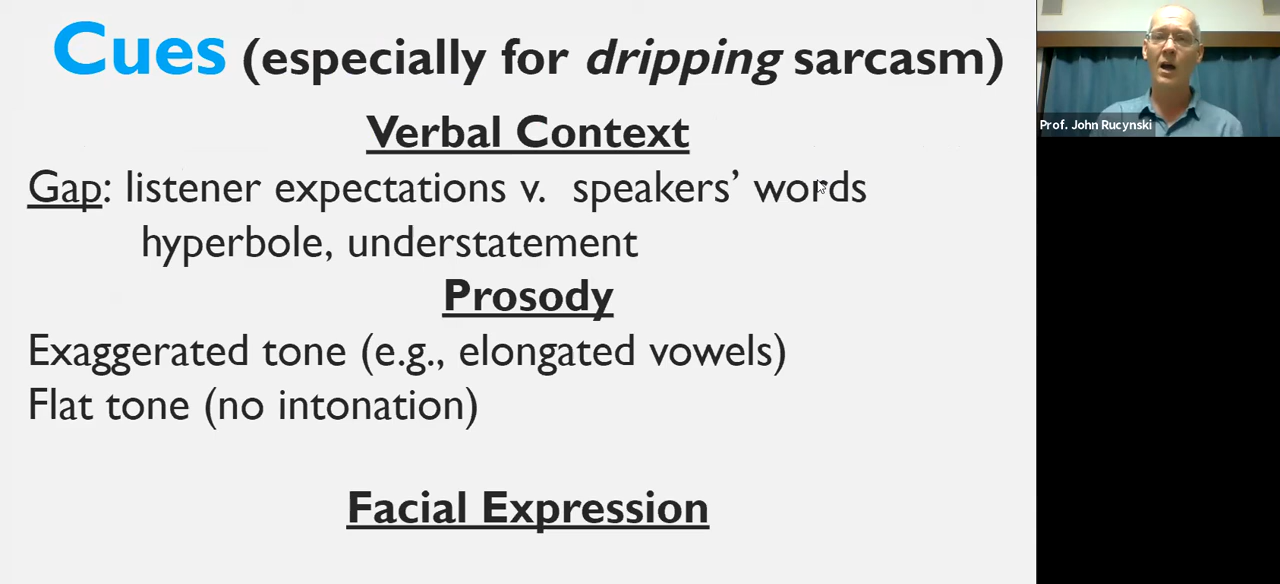 Cues (especially for dripping sarcasm)
Verbal Context
Gap: listener expectations v. speakers’ words
hyperbole, understatement
Prosody
Exaggerated tone (e.g., elongated vowels)
Flat tone (no intonation)
Facial Expression
Prof. John Rucynski